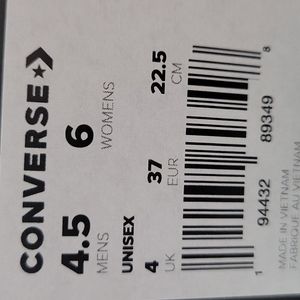 CONVERSE
4.5 6
MENS WOMENS
UNISEX
4 37 22.5
UK EUR CM
1 94432 89349 8
MADE IN VIETNAM
FABRIQUÉ AU VIETNAM